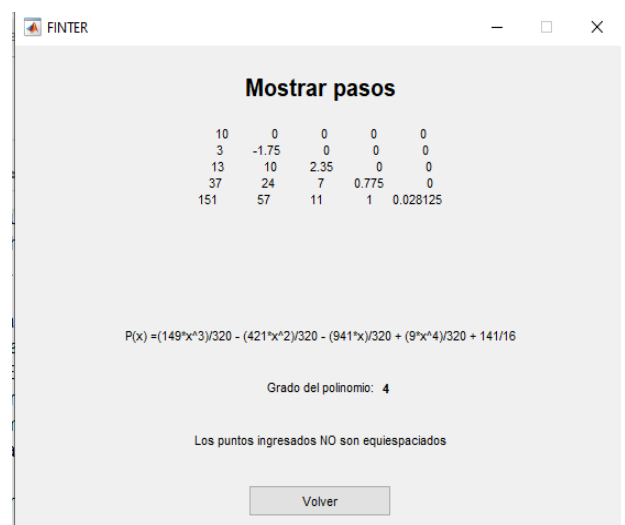 FINTER
Mostrar pasos
10 0 0 0 0
3 -1.75 0 0 0
13 10 2.35 0 0
37 24 7 0.775 0
151 57 11 1 0.028125
P(x) =(149*x^3)/320 - (421*x^2)/320 - (941*x)/320 + (9*x^4)/320 + 141/16
Grado del polinomio: 4
Los puntos ingresados NO son equiespaciados
Volver